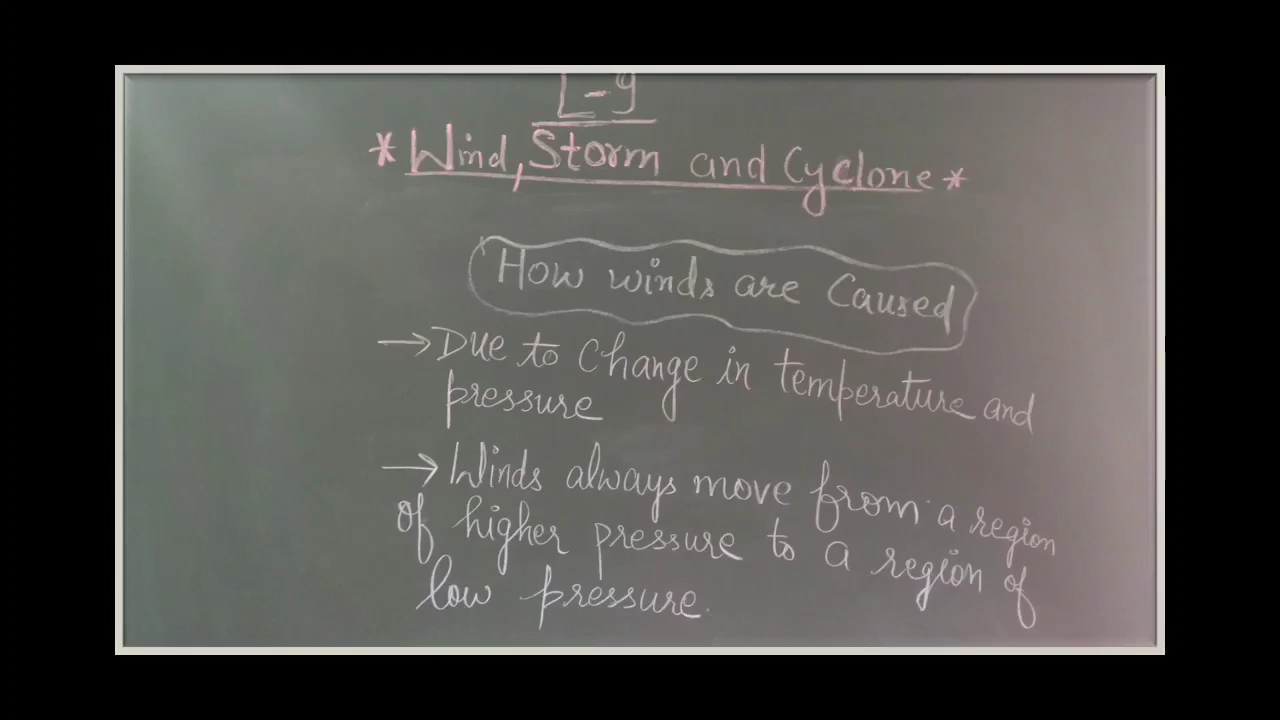 L-9
*Wind, Storm and Cyclone*
How winds are Caused
→ Due to change in temperature and
pressure
→ Winds always move from a region
of higher pressure to a region of
low pressure.